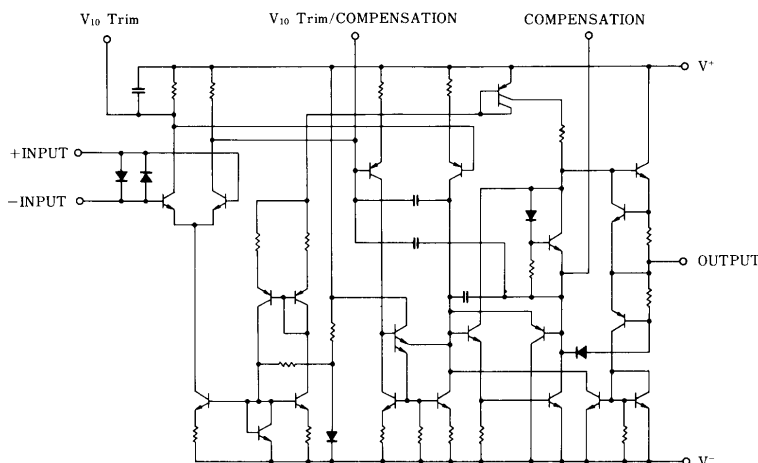 V₁₀ Trim
V₁₀ Trim/COMPENSATION
COMPENSATION
V⁺
+INPUT
−INPUT
OUTPUT
V⁻